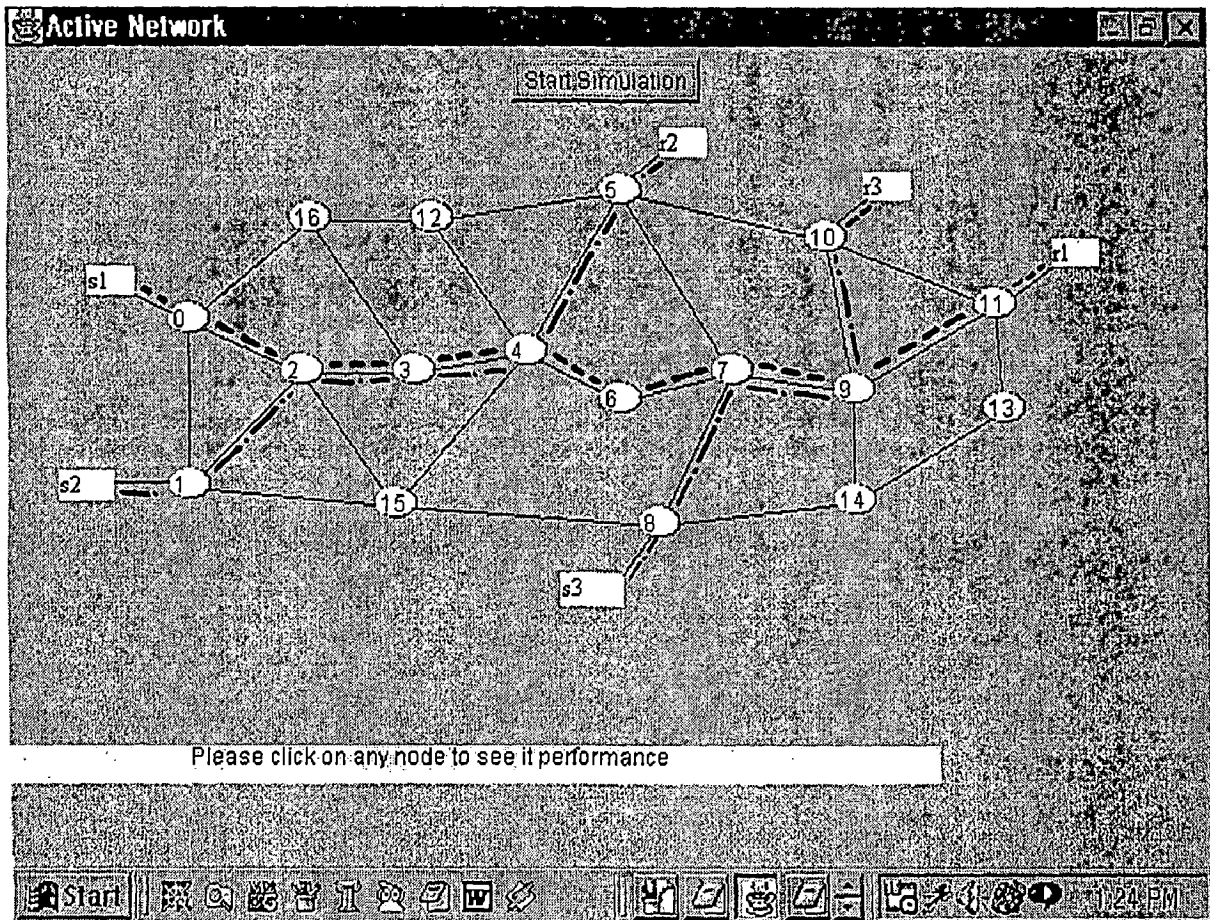 Active Network
Start Simulation
r2
5
r3
16
12
10
r1
s1
11
0
4
2
3
7
9
6
13
s2
1
15
14
8
s3
Please click on any node to see it performance
Start
W
1:24 PM